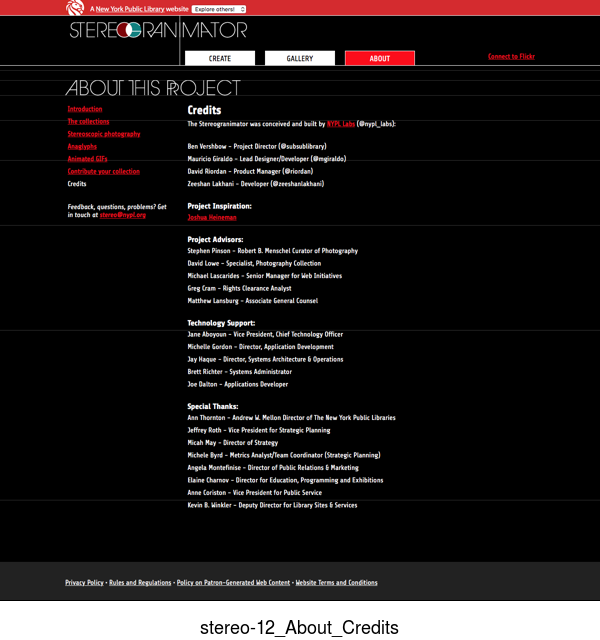 A New York Public Library website Explore others!
STEREOGRANIMATOR
CREATE GALLERY ABOUT Connect to Flickr
ABOUT THIS PROJECT
Introduction
The collections
Stereoscopic photography
Anaglyphs
Animated GIFs
Contribute your collection
Credits
Feedback, questions, problems? Get
in touch at stereo@nypl.org
Credits
The Stereogranimator was conceived and built by NYPL Labs (@nypl_labs):
Ben Vershbow – Project Director (@subsublibrary)
Mauricio Giraldo – Lead Designer/Developer (@mgiraldo)
David Riordan – Product Manager (@riordan)
Zeeshan Lakhani – Developer (@zeeshanlakhani)
Project Inspiration:
Joshua Heineman
Project Advisors:
Stephen Pinson – Robert B. Menschel Curator of Photography
David Lowe – Specialist, Photography Collection
Michael Lascarides – Senior Manager for Web Initiatives
Greg Cram – Rights Clearance Analyst
Matthew Lansburg – Associate General Counsel
Technology Support:
Jane Aboyoun – Vice President, Chief Technology Officer
Michelle Gordon – Director, Application Development
Jay Haque – Director, Systems Architecture & Operations
Brett Richter – Systems Administrator
Joe Dalton – Applications Developer
Special Thanks:
Ann Thornton – Andrew W. Mellon Director of The New York Public Libraries
Jeffrey Roth – Vice President for Strategic Planning
Micah May – Director of Strategy
Michele Byrd – Metrics Analyst/Team Coordinator (Strategic Planning)
Angela Montefinise – Director of Public Relations & Marketing
Elaine Charnov – Director for Education, Programming and Exhibitions
Anne Coriston – Vice President for Public Service
Kevin B. Winkler – Deputy Director for Library Sites & Services
Privacy Policy • Rules and Regulations • Policy on Patron-Generated Web Content • Website Terms and Conditions
stereo-12_About_Credits